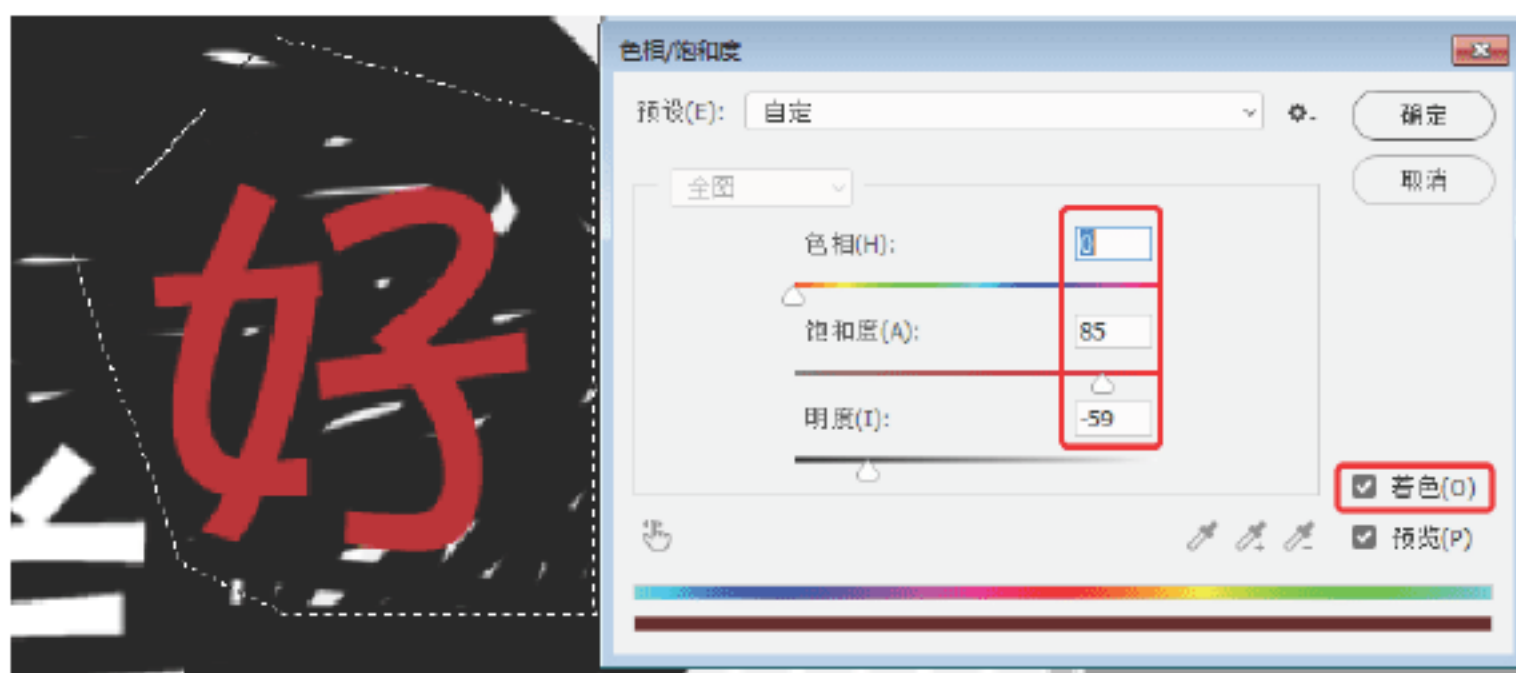 好
色相/饱和度
预设(E): 自定
确定
取消
全图
色相(H): 0
饱和度(A): 85
明度(I): -59
着色(O)
预览(P)